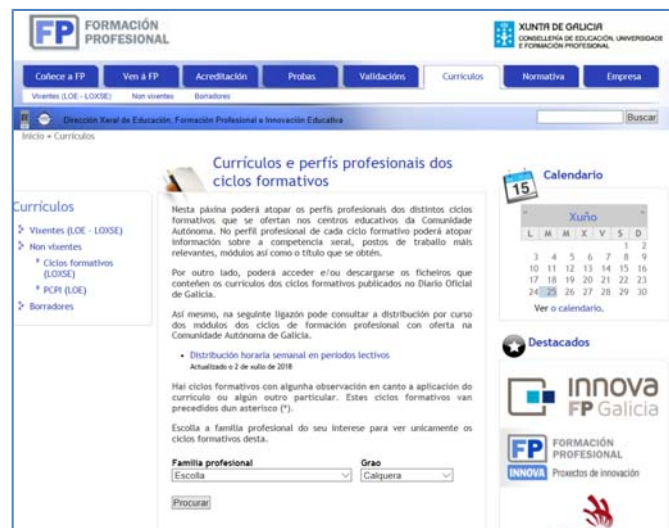 FP FORMACIÓN
PROFESIONAL
XUNTA DE GALICIA
CONSELLERÍA DE EDUCACIÓN, UNIVERSIDADE
E FORMACIÓN PROFESIONAL
Coñece a FP
Ven á FP
Acreditación
Probas
Validacións
Currículos
Normativa
Empresa
Vixentes (LOE - LOXSE)
Non vixentes
Borradores
Dirección Xeral de Educación, Formación Profesional e Innovación Educativa
Buscar
Inicio » Currículos
Currículos
Vixentes (LOE - LOXSE)
Non vixentes
Ciclos formativos
(LOXSE)
PCPI (LOE)
Borradores
Currículos e perfís profesionais dos
ciclos formativos
Nesta páxina poderá atopar os perfís profesionais dos distintos ciclos
formativos que se ofertan nos centros educativos da Comunidade
Autónoma. No perfil profesional de cada ciclo formativo poderá atopar
información sobre a competencia xeral, postos de traballo máis
relevantes, módulos así como o título que se obtén.
Por outro lado, poderá acceder e/ou descargarse os ficheiros que
conteñen os currículos dos ciclos formativos publicados no Diario Oficial
de Galicia.
Así mesmo, na seguinte ligazón pode consultar a distribución por curso
dos módulos dos ciclos de formación profesional con oferta na
Comunidade Autónoma de Galicia.
• Distribución horaria semanal en períodos lectivos
Actualizado o 2 de xullo de 2018
Hai ciclos formativos con algunha observación en canto a aplicación do
currículo ou algún outro particular. Estes ciclos formativos van
precedidos dun asterisco (*).
Escolla a familia profesional do seu interese para ver unicamente os
ciclos formativos desta.
Familia profesional
Grao
Escolla
Calquera
Procurar
15
Calendario
« Xuño »
L M M X V S D
1 2
3 4 5 6 7 8 9
10 11 12 13 14 15 16
17 18 19 20 21 22 23
24 25 26 27 28 29 30
Ver o calendario.
Destacados
innova
FP Galicia
FP FORMACIÓN
PROFESIONAL
INNOVA Proxectos de innovación